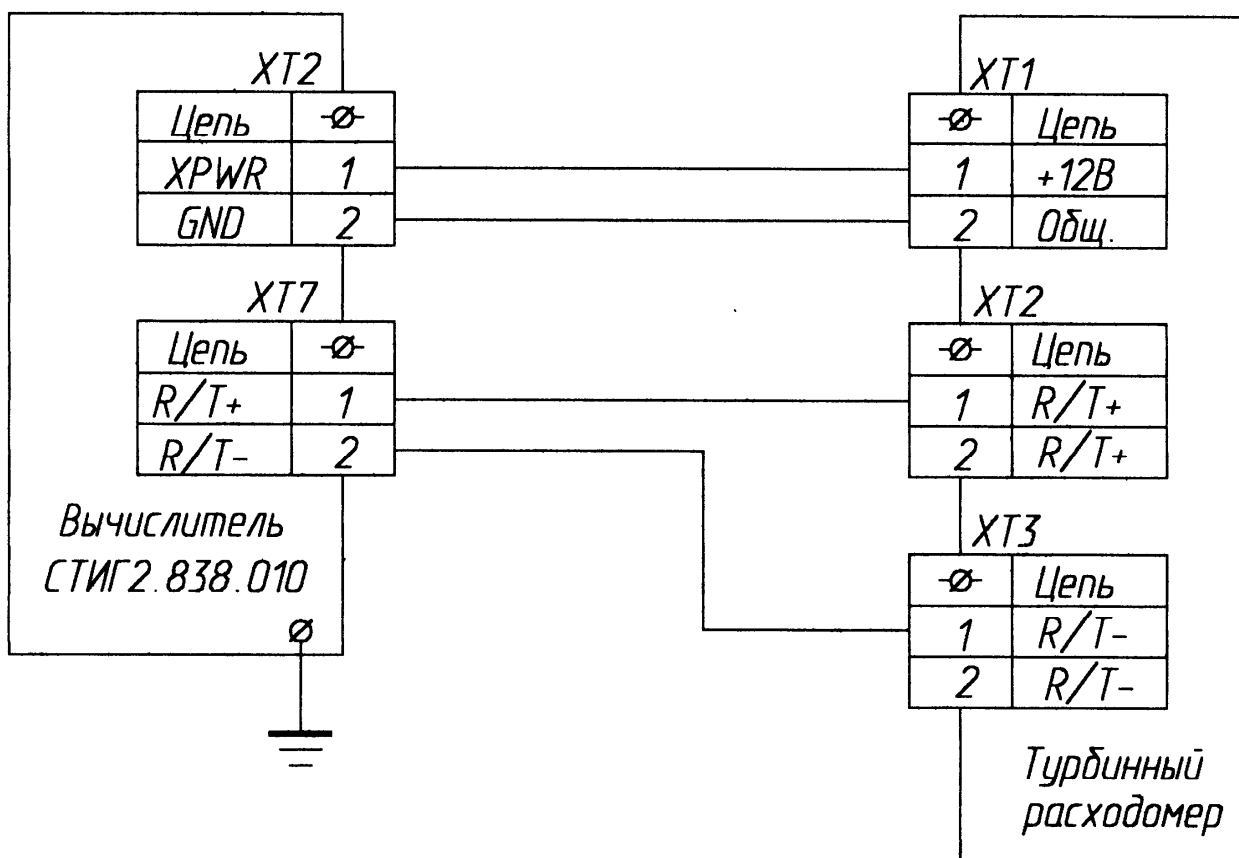 XT2
Цепь
XPWR 1
GND 2
XT7
Цепь
R/T+ 1
R/T- 2
Вычислитель
СТИГ2.838.010
XT1
Цепь
1 +12В
2 Общ.
XT2
Цепь
1 R/T+
2 R/T+
XT3
Цепь
1 R/T-
2 R/T-
Турбинный
расходомер